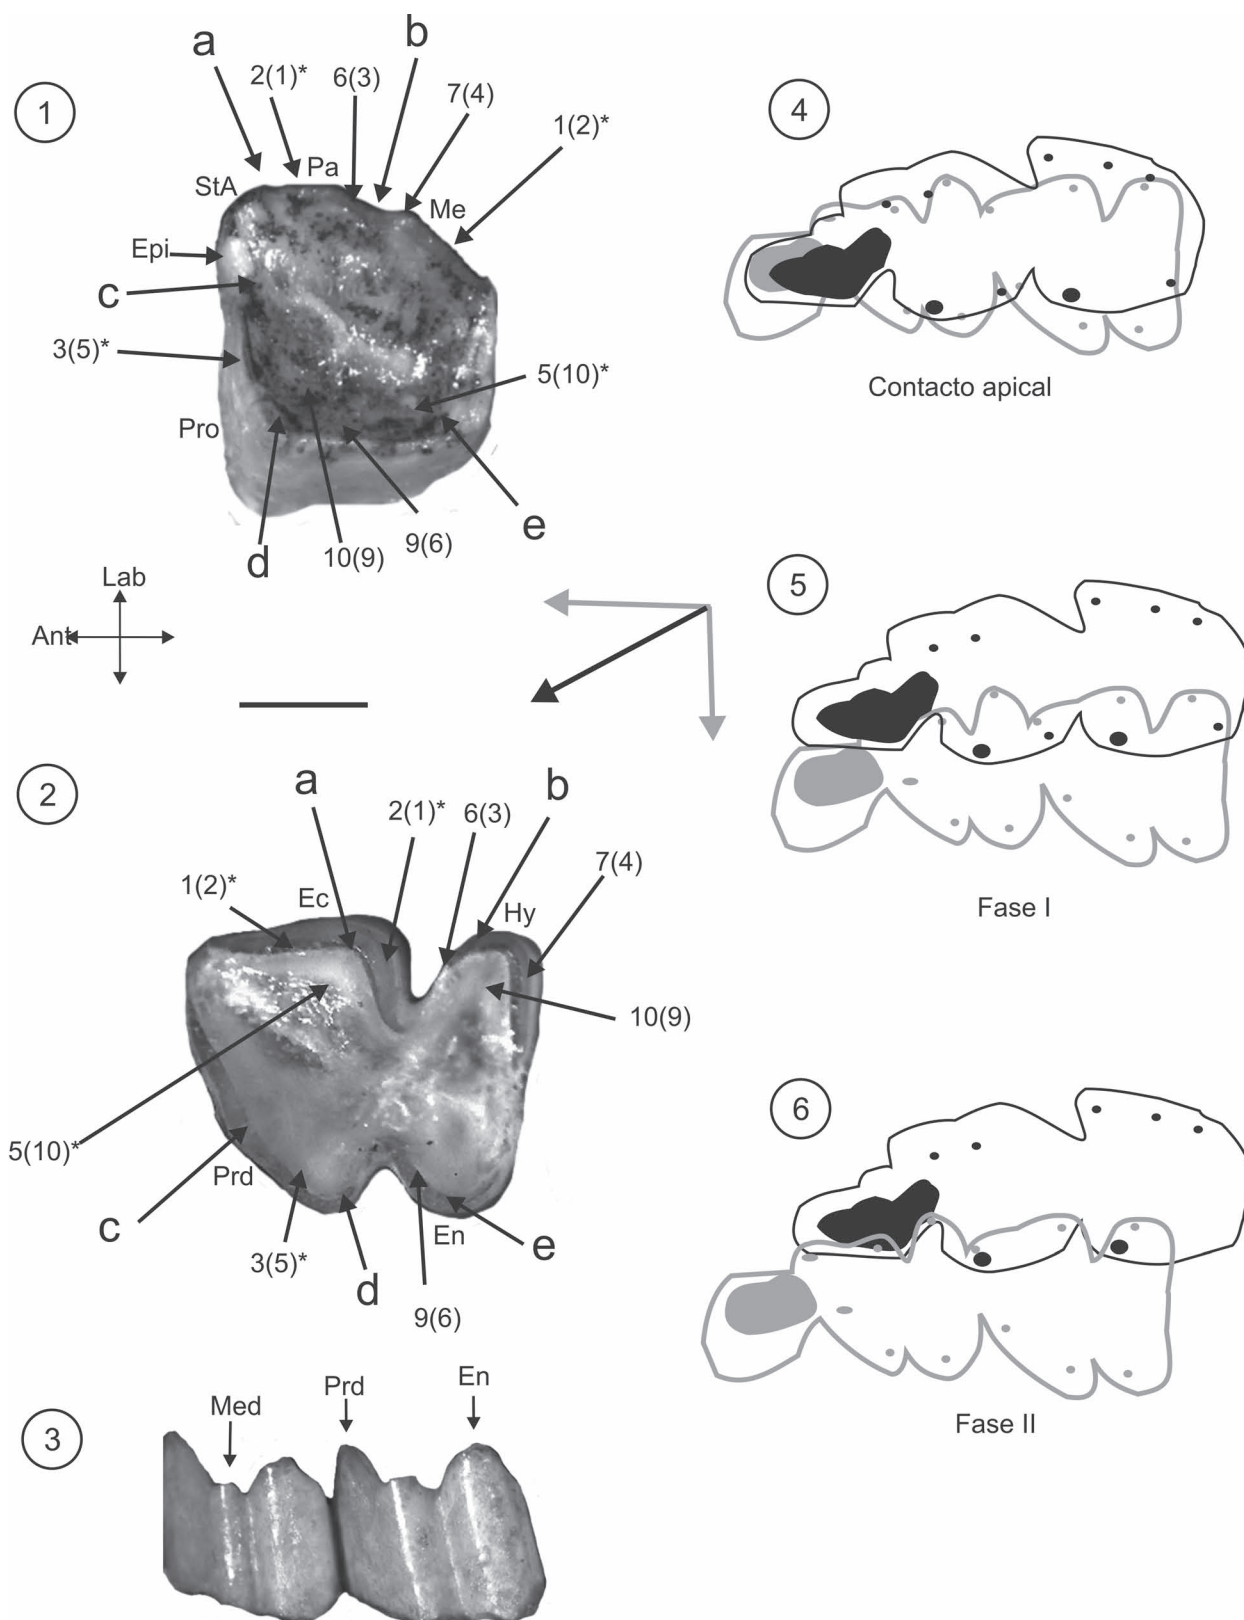 1
a
2(1)*
6(3)
b
7(4)
1(2)*
StA
Pa
Me
Epi
c
3(5)*
5(10)*
Pro
d
10(9)
9(6)
e
Lab
Ant
2
a
2(1)*
6(3)
b
7(4)
1(2)*
Ec
Hy
10(9)
5(10)*
c
Prd
3(5)*
d
9(6)
En
e
3
Med
Prd
En
4
Contacto apical
5
Fase I
6
Fase II